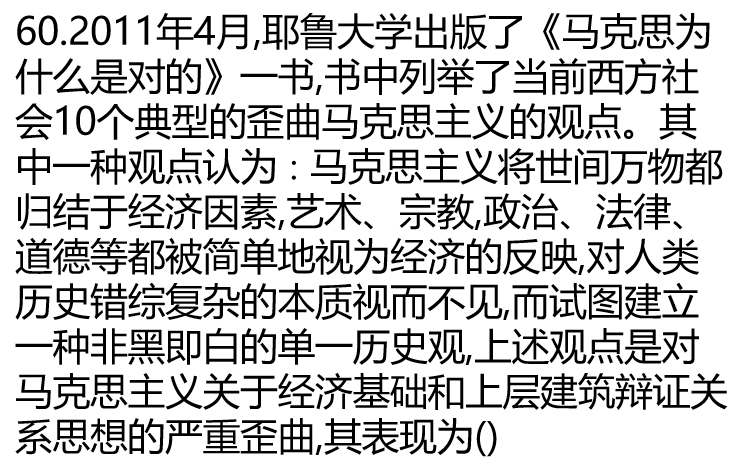 60.2011年4月,耶鲁大学出版了《马克思为
什么是对的》一书,书中列举了当前西方社
会10个典型的歪曲马克思主义的观点。其
中一种观点认为：马克思主义将世间万物都
归结于经济因素,艺术、宗教,政治、法律、
道德等都被简单地视为经济的反映,对人类
历史错综复杂的本质视而不见,而试图建立
一种非黑即白的单一历史观,上述观点是对
马克思主义关于经济基础和上层建筑辩证关
系思想的严重歪曲,其表现为()